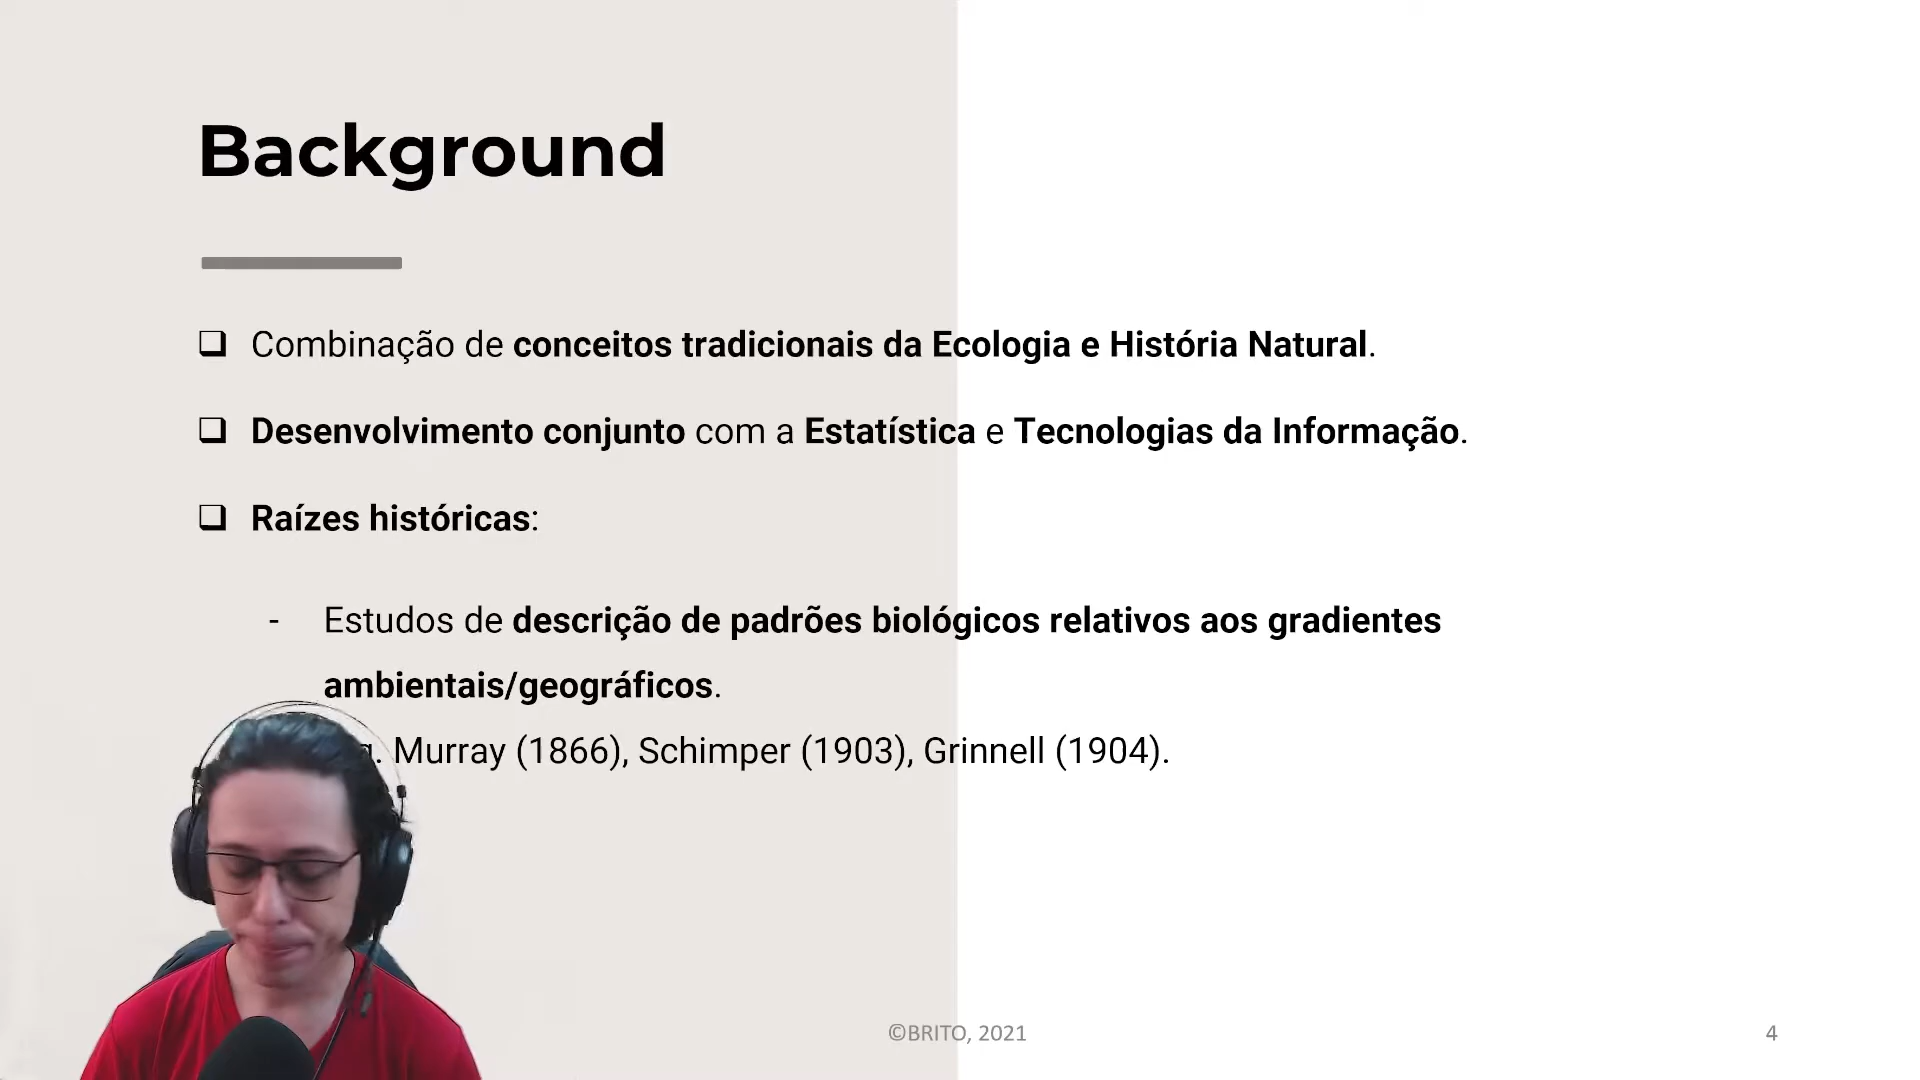 Background
Combinação de conceitos tradicionais da Ecologia e História Natural.
Desenvolvimento conjunto com a Estatística e Tecnologias da Informação.
Raízes históricas:
- Estudos de descrição de padrões biológicos relativos aos gradientes
ambientais/geográficos.
Murray (1866), Schimper (1903), Grinnell (1904).
©BRITO, 2021
4